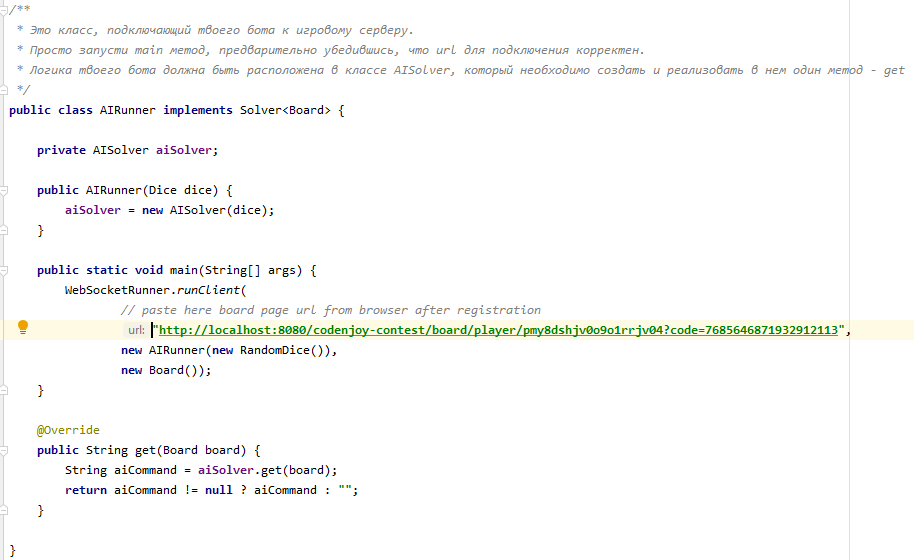 /**
 * Это класс, подключающий твоего бота к игровому серверу.
 * Просто запусти main метод, предварительно убедившись, что url для подключения корректен.
 * Логика твоего бота должна быть расположена в классе AISolver, который необходимо создать и реализовать в нем один метод - get
 */
public class AIRunner implements Solver<Board> {

    private AISolver aiSolver;

    public AIRunner(Dice dice) {
        aiSolver = new AISolver(dice);
    }

    public static void main(String[] args) {
        WebSocketRunner.runClient(
                // paste here board page url from browser after registration
                url: "http://localhost:8080/codenjoy-contest/board/player/pmy8dshjv0o9o1rrjv04?code=7685646871932912113",
                new AIRunner(new RandomDice()),
                new Board());
    }

    @Override
    public String get(Board board) {
        String aiCommand = aiSolver.get(board);
        return aiCommand != null ? aiCommand : "";
    }

}